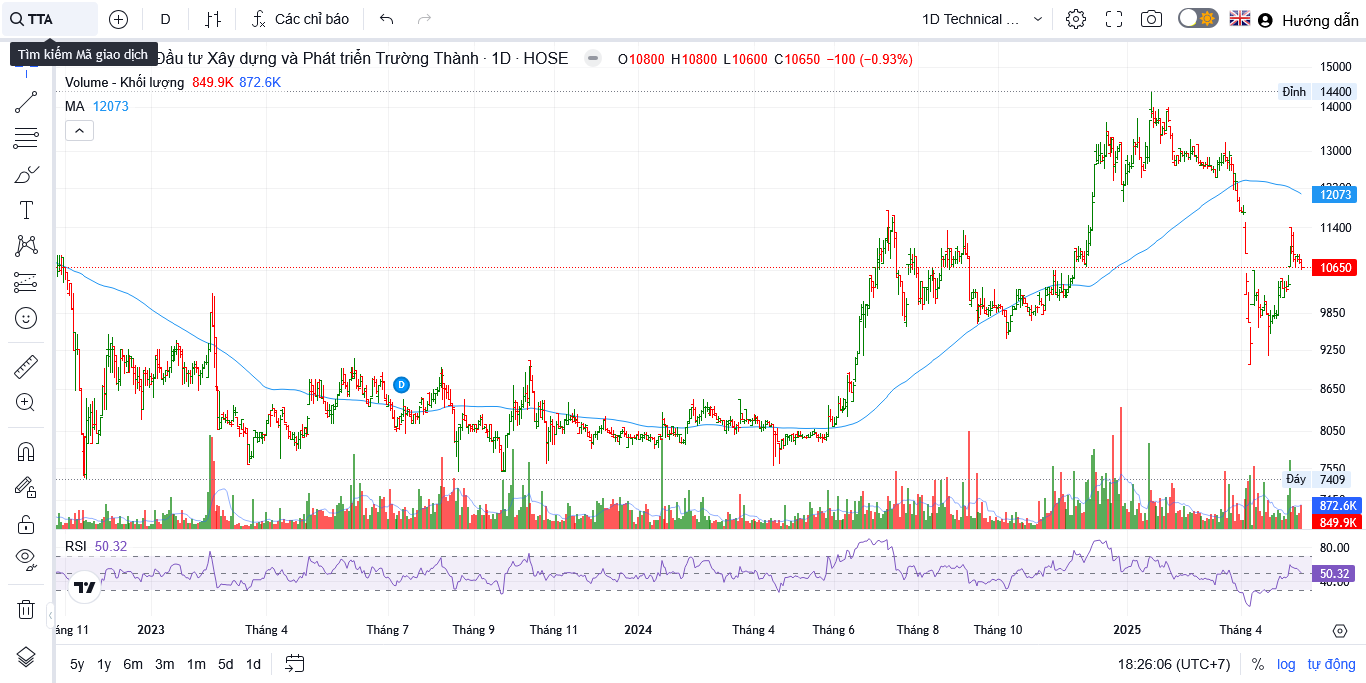 TTA D Các chỉ báo 1D Technical ... Hướng dẫn
Tìm kiếm Mã giao dịch
Đầu tư Xây dựng và Phát triển Trường Thành · 1D · HOSE O10800 H10800 L10600 C10650 −100 (−0.93%)
Volume - Khối lượng 849.9K 872.6K
MA 12073
15000
Đỉnh 14400
14000
13000
12073
11400
10650
9850
9250
8650
D
8050
7550
Đáy 7409
872.6K
849.9K
RSI 50.32
80.00
50.32
40.00
2023 Tháng 4 Tháng 7 Tháng 9 Tháng 11 2024 Tháng 4 Tháng 6 Tháng 8 Tháng 10 2025 Tháng 4
5y 1y 6m 3m 1m 5d 1d 18:26:06 (UTC+7) % log tự động